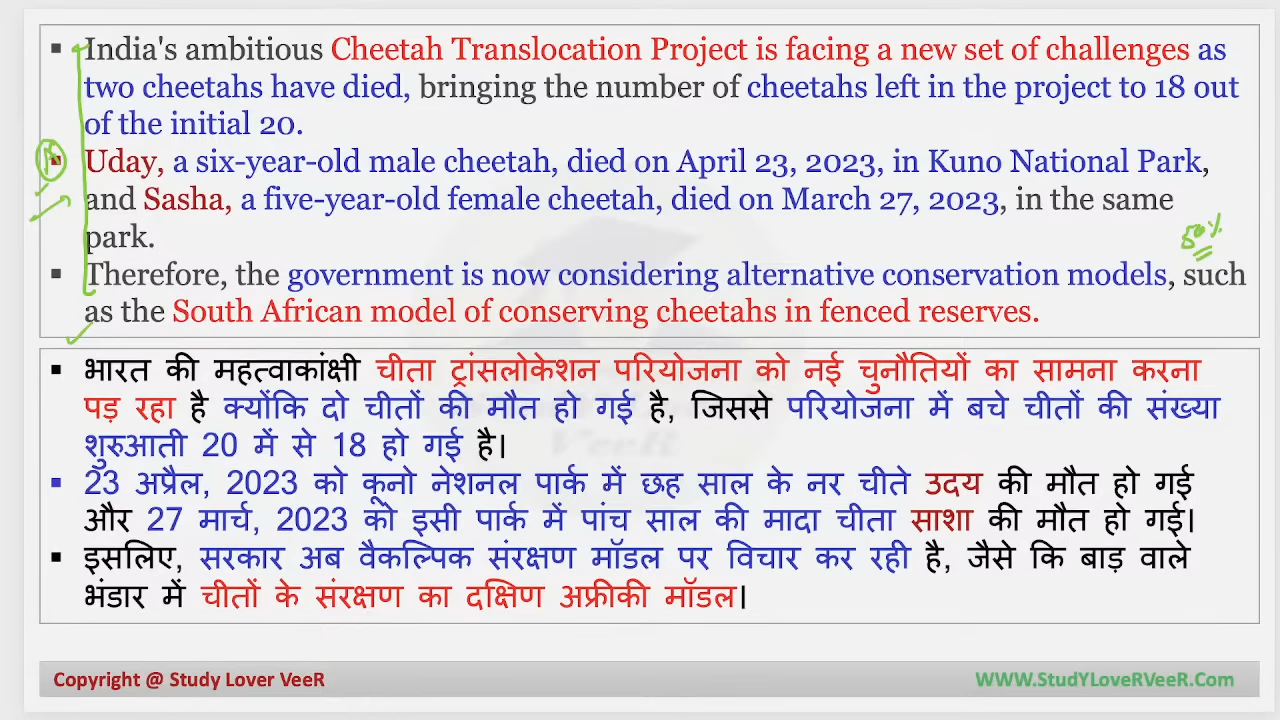 ▪ India's ambitious Cheetah Translocation Project is facing a new set of challenges as
two cheetahs have died, bringing the number of cheetahs left in the project to 18 out
of the initial 20.
▪ Uday, a six-year-old male cheetah, died on April 23, 2023, in Kuno National Park,
and Sasha, a five-year-old female cheetah, died on March 27, 2023, in the same
park.
50%
▪ Therefore, the government is now considering alternative conservation models, such
as the South African model of conserving cheetahs in fenced reserves.
▪ भारत की महत्वाकांक्षी चीता ट्रांसलोकेशन परियोजना को नई चुनौतियों का सामना करना
पड़ रहा है क्योंकि दो चीतों की मौत हो गई है, जिससे परियोजना में बचे चीतों की संख्या
शुरुआती 20 में से 18 हो गई है।
▪ 23 अप्रैल, 2023 को कूनो नेशनल पार्क में छह साल के नर चीते उदय की मौत हो गई
और 27 मार्च, 2023 को इसी पार्क में पांच साल की मादा चीता साशा की मौत हो गई।
▪ इसलिए, सरकार अब वैकल्पिक संरक्षण मॉडल पर विचार कर रही है, जैसे कि बाड़ वाले
भंडार में चीतों के संरक्षण का दक्षिण अफ्रीकी मॉडल।
Copyright @ Study Lover VeeR
WWW.StudYLoveRVeeR.Com